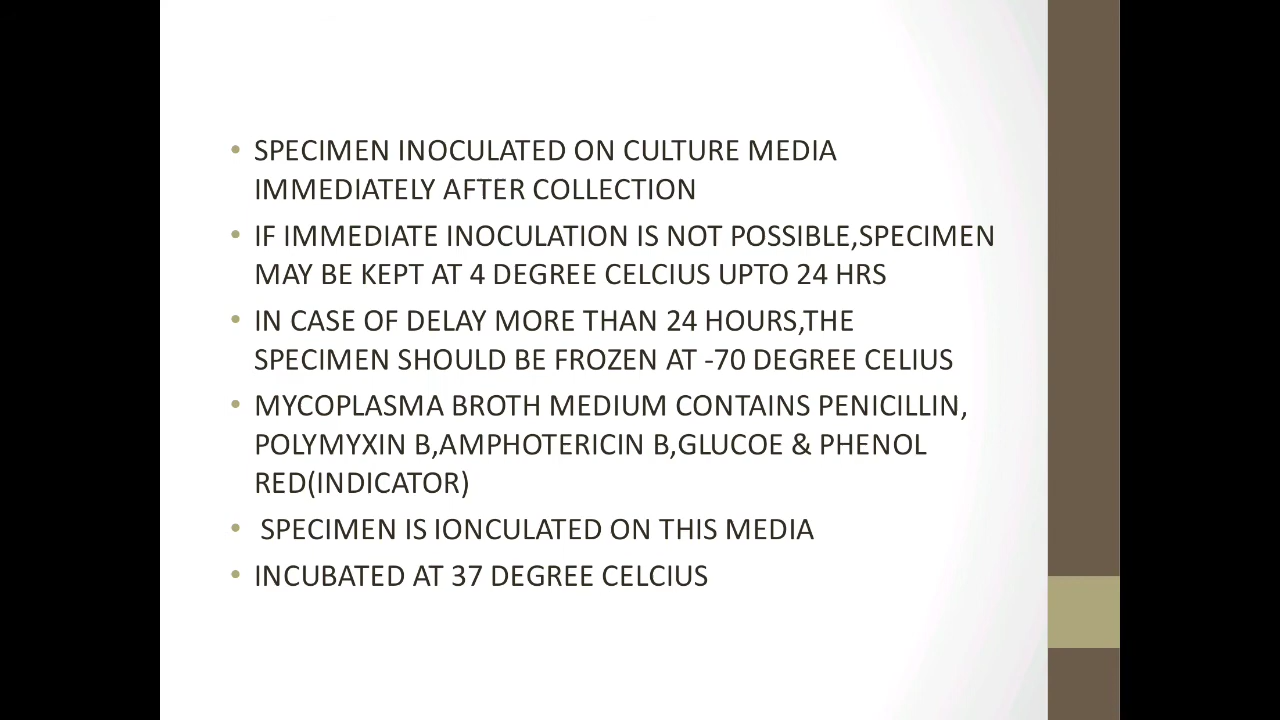 • SPECIMEN INOCULATED ON CULTURE MEDIA
IMMEDIATELY AFTER COLLECTION
• IF IMMEDIATE INOCULATION IS NOT POSSIBLE,SPECIMEN
MAY BE KEPT AT 4 DEGREE CELCIUS UPTO 24 HRS
• IN CASE OF DELAY MORE THAN 24 HOURS,THE
SPECIMEN SHOULD BE FROZEN AT -70 DEGREE CELIUS
• MYCOPLASMA BROTH MEDIUM CONTAINS PENICILLIN,
POLYMYXIN B,AMPHOTERICIN B,GLUCOE & PHENOL
RED(INDICATOR)
• SPECIMEN IS IONCULATED ON THIS MEDIA
• INCUBATED AT 37 DEGREE CELCIUS